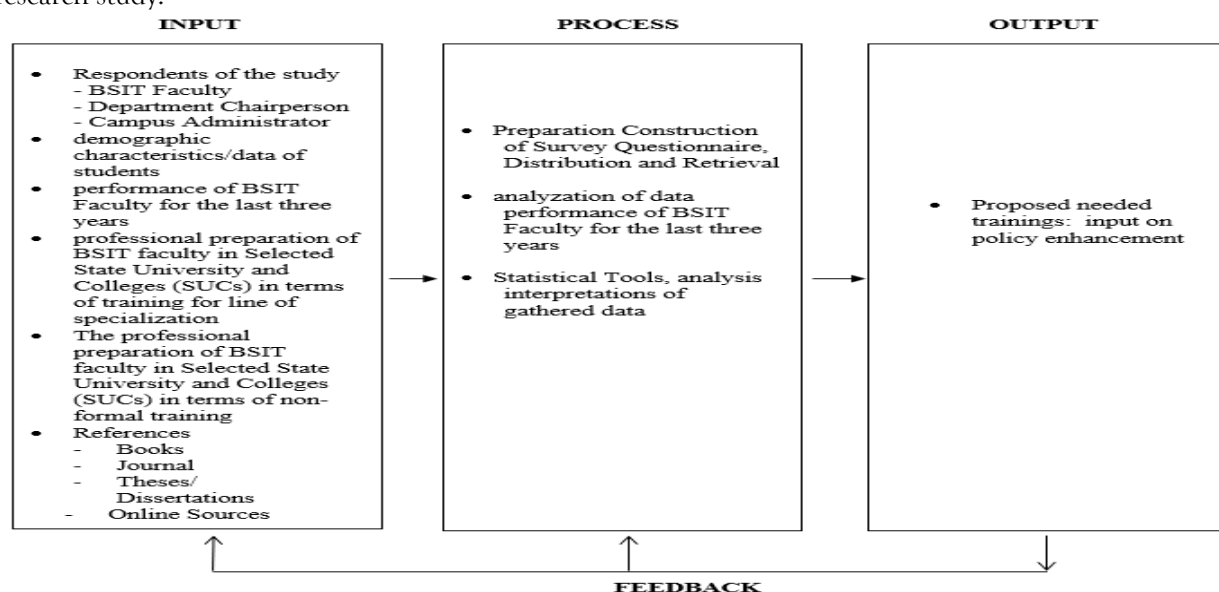 research study.
INPUT
PROCESS
OUTPUT
• Respondents of the study
- BSIT Faculty
- Department Chairperson
- Campus Administrator
• demographic
characteristics/data of
students
• performance of BSIT
Faculty for the last three
years
• professional preparation of
BSIT faculty in Selected
State University and
Colleges (SUCs) in terms
of training for line of
specialization
• The professional
preparation of BSIT
faculty in Selected State
University and Colleges
(SUCs) in terms of non-
formal training
• References
- Books
- Journal
- Theses/
Dissertations
- Online Sources
• Preparation Construction
of Survey Questionnaire,
Distribution and Retrieval
• analyzation of data
performance of BSIT
Faculty for the last three
years
• Statistical Tools, analysis
interpretations of
gathered data
• Proposed needed
trainings: input on
policy enhancement
FEEDBACK